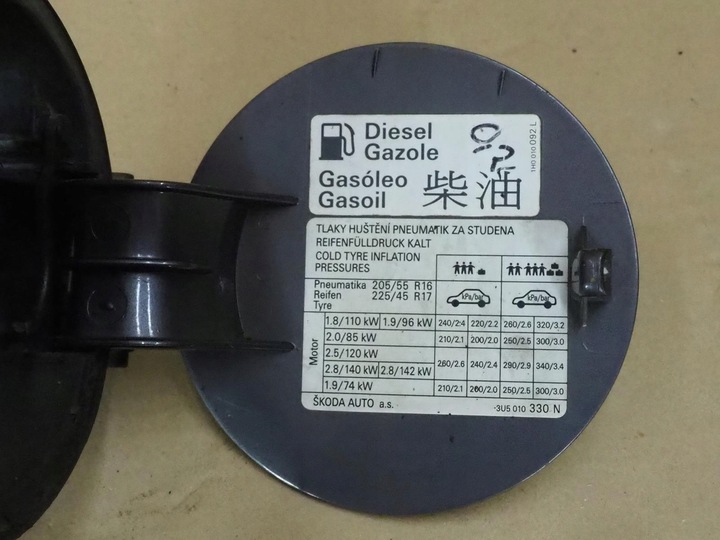 Diesel
Gazole
Gasóleo
Gasoil
柴油
1H0 010 092 L
TLAKY HUŠTĚNÍ PNEUMATIK ZA STUDENA
REIFENFÜLLDRUCK KALT
COLD TYRE INFLATION
PRESSURES
Pneumatika 205/55 R16
Reifen 225/45 R17
Tyre
kPa/bar kPa/bar
Motor
1.8/110 kW 1.9/96 kW 240/2.4 220/2.2 260/2.6 320/3.2
2.0/85 kW 210/2.1 200/2.0 250/2.5 300/3.0
2.5/120 kW
2.8/140 kW 2.8/142 kW 260/2.6 240/2.4 290/2.9 340/3.4
1.9/74 kW 210/2.1 200/2.0 250/2.5 300/3.0
ŠKODA AUTO a.s. 3U5 010 330 N